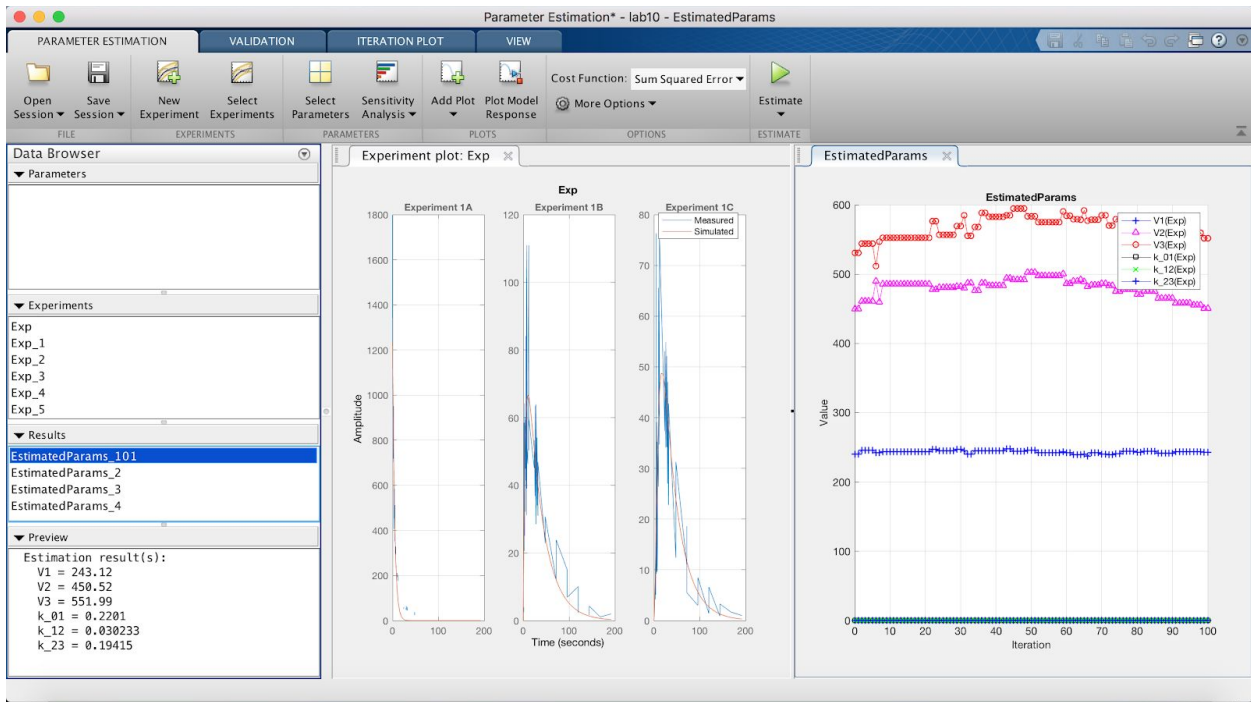 Parameter Estimation* - lab10 - EstimatedParams
PARAMETER ESTIMATION VALIDATION ITERATION PLOT VIEW
Open Session Save Session New Experiment Select Experiments Select Parameters Sensitivity Analysis Add Plot Plot Model Response Cost Function: Sum Squared Error More Options Estimate
FILE EXPERIMENTS PARAMETERS PLOTS OPTIONS ESTIMATE
Data Browser
Parameters
Experiments
Exp
Exp_1
Exp_2
Exp_3
Exp_4
Exp_5
Results
EstimatedParams_101
EstimatedParams_2
EstimatedParams_3
EstimatedParams_4
Preview
Estimation result(s):
V1 = 243.12
V2 = 450.52
V3 = 551.99
k_01 = 0.2201
k_12 = 0.030233
k_23 = 0.19415
Experiment plot: Exp
Exp
Experiment 1A Experiment 1B Experiment 1C
Measured
Simulated
Amplitude
1800
1600
1400
1200
1000
800
600
400
200
0
0 100 200
120
100
80
60
40
20
0
0 100 200
80
70
60
50
40
30
20
10
0
0 100 200
Time (seconds)
EstimatedParams
EstimatedParams
V1(Exp)
V2(Exp)
V3(Exp)
k_01(Exp)
k_12(Exp)
k_23(Exp)
Value
600
500
400
300
200
100
0
0 10 20 30 40 50 60 70 80 90 100
Iteration